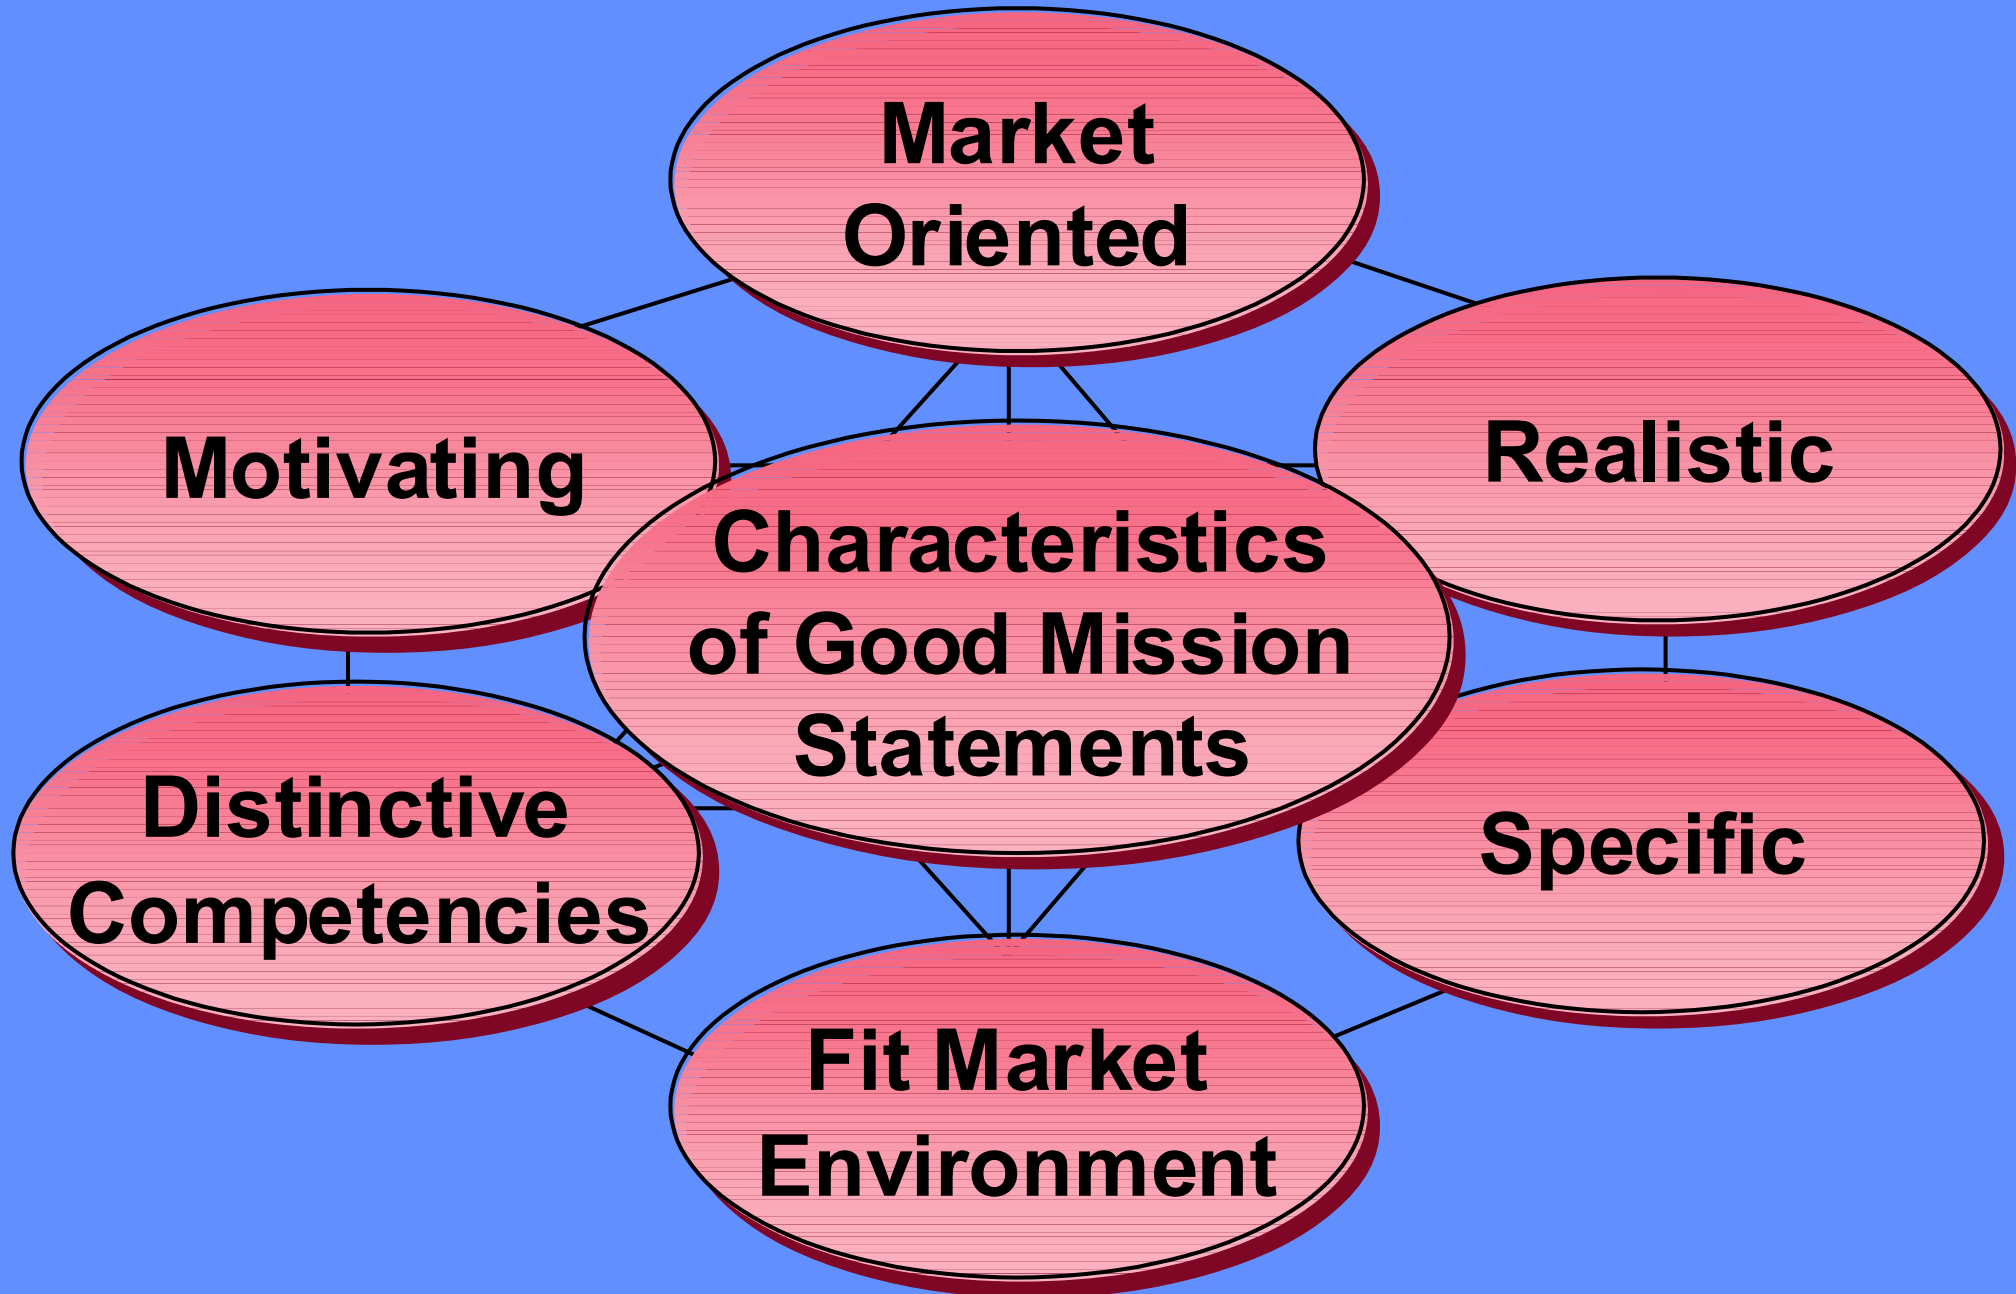 Market
Oriented
Motivating
Realistic
Characteristics
of Good Mission
Statements
Distinctive
Competencies
Specific
Fit Market
Environment